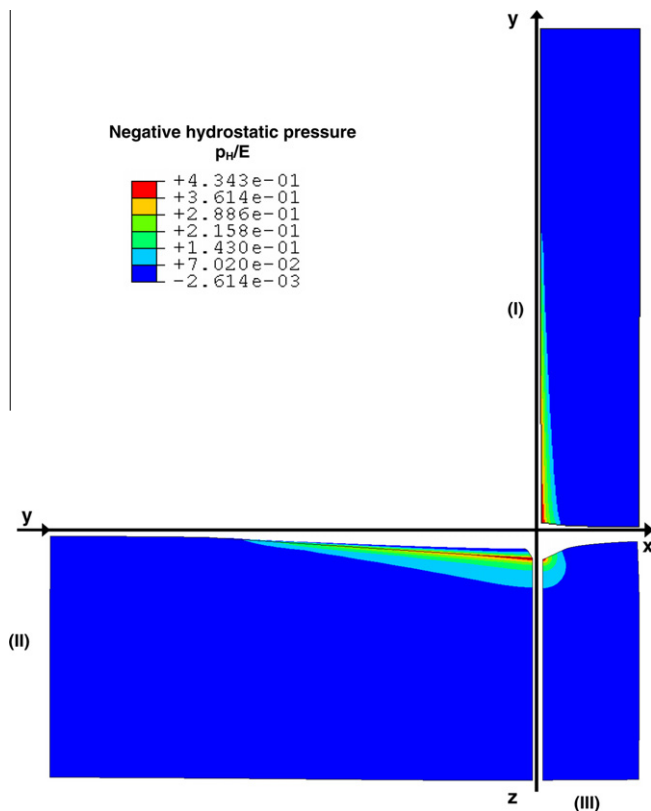 y
Negative hydrostatic pressure
pH/E
+4.343e-01
+3.614e-01
+2.886e-01
+2.158e-01
+1.430e-01
+7.020e-02
-2.614e-03
(I)
y
x
(II)
z
(III)